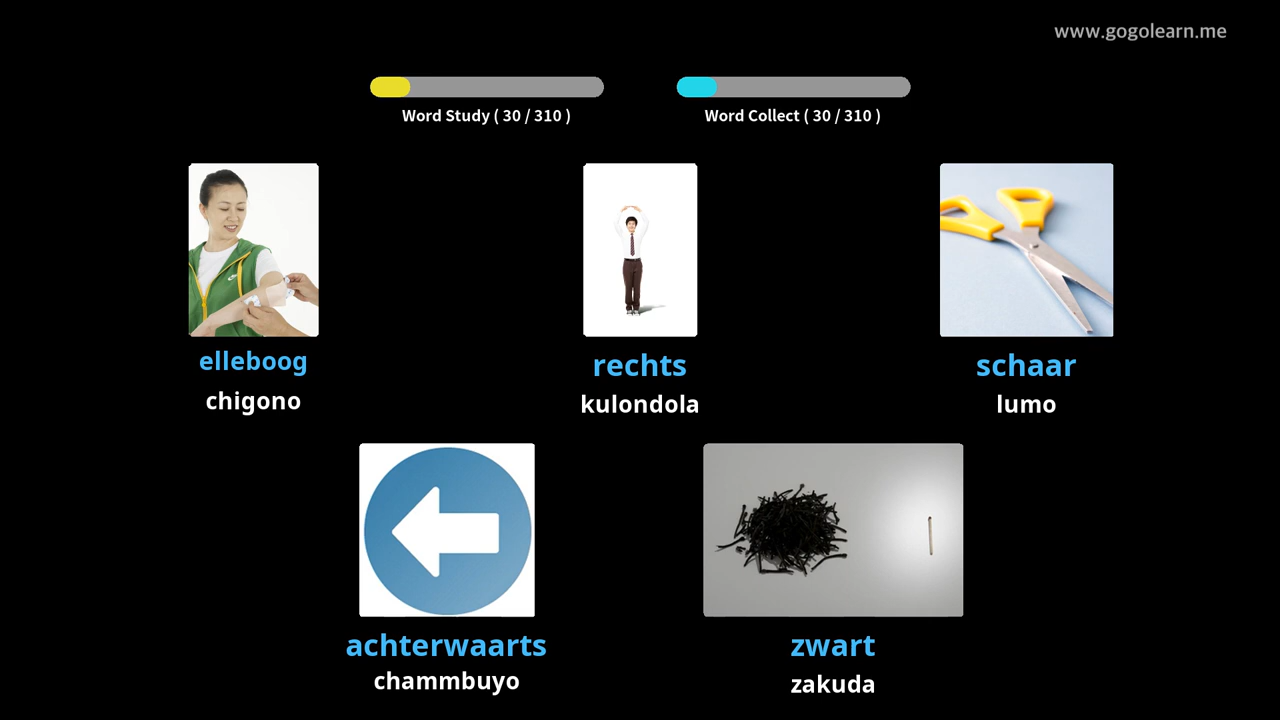 www.gogolearn.me
Word Study ( 30 / 310 )
Word Collect ( 30 / 310 )
elleboog
chigono
rechts
kulondola
schaar
lumo
achterwaarts
chammbuyo
zwart
zakuda